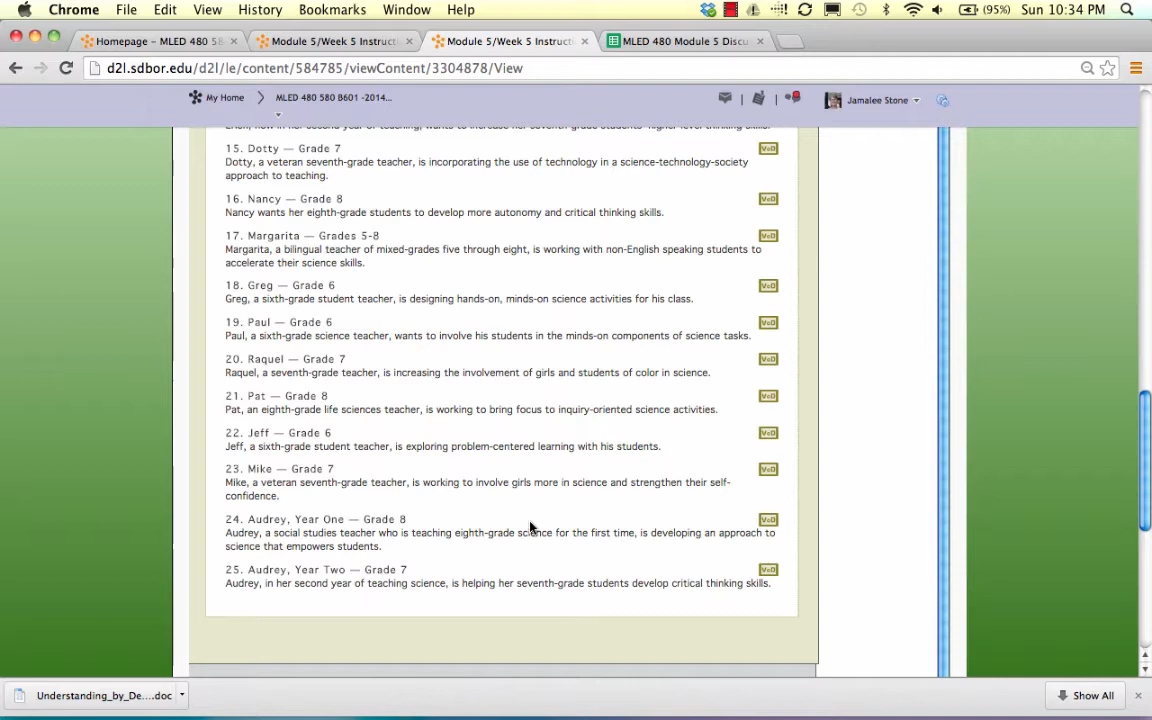 Chrome File Edit View History Bookmarks Window Help (95%) Sun 10:34 PM
Homepage – MLED 480 58 Module 5/Week 5 Instructi Module 5/Week 5 Instructi MLED 480 Module 5 Discu
d2l.sdbor.edu/d2l/le/content/584785/viewContent/3304878/View
My Home MLED 480 580 B601 -2014... Jamalee Stone
15. Dotty — Grade 7 VoD
Dotty, a veteran seventh-grade teacher, is incorporating the use of technology in a science-technology-society
approach to teaching.
16. Nancy — Grade 8 VoD
Nancy wants her eighth-grade students to develop more autonomy and critical thinking skills.
17. Margarita — Grades 5-8 VoD
Margarita, a bilingual teacher of mixed-grades five through eight, is working with non-English speaking students to
accelerate their science skills.
18. Greg — Grade 6 VoD
Greg, a sixth-grade student teacher, is designing hands-on, minds-on science activities for his class.
19. Paul — Grade 6 VoD
Paul, a sixth-grade science teacher, wants to involve his students in the minds-on components of science tasks.
20. Raquel — Grade 7 VoD
Raquel, a seventh-grade teacher, is increasing the involvement of girls and students of color in science.
21. Pat — Grade 8 VoD
Pat, an eighth-grade life sciences teacher, is working to bring focus to inquiry-oriented science activities.
22. Jeff — Grade 6 VoD
Jeff, a sixth-grade student teacher, is exploring problem-centered learning with his students.
23. Mike — Grade 7 VoD
Mike, a veteran seventh-grade teacher, is working to involve girls more in science and strengthen their self-
confidence.
24. Audrey, Year One — Grade 8 VoD
Audrey, a social studies teacher who is teaching eighth-grade science for the first time, is developing an approach to
science that empowers students.
25. Audrey, Year Two — Grade 7 VoD
Audrey, in her second year of teaching science, is helping her seventh-grade students develop critical thinking skills.
Understanding_by_De....doc Show All